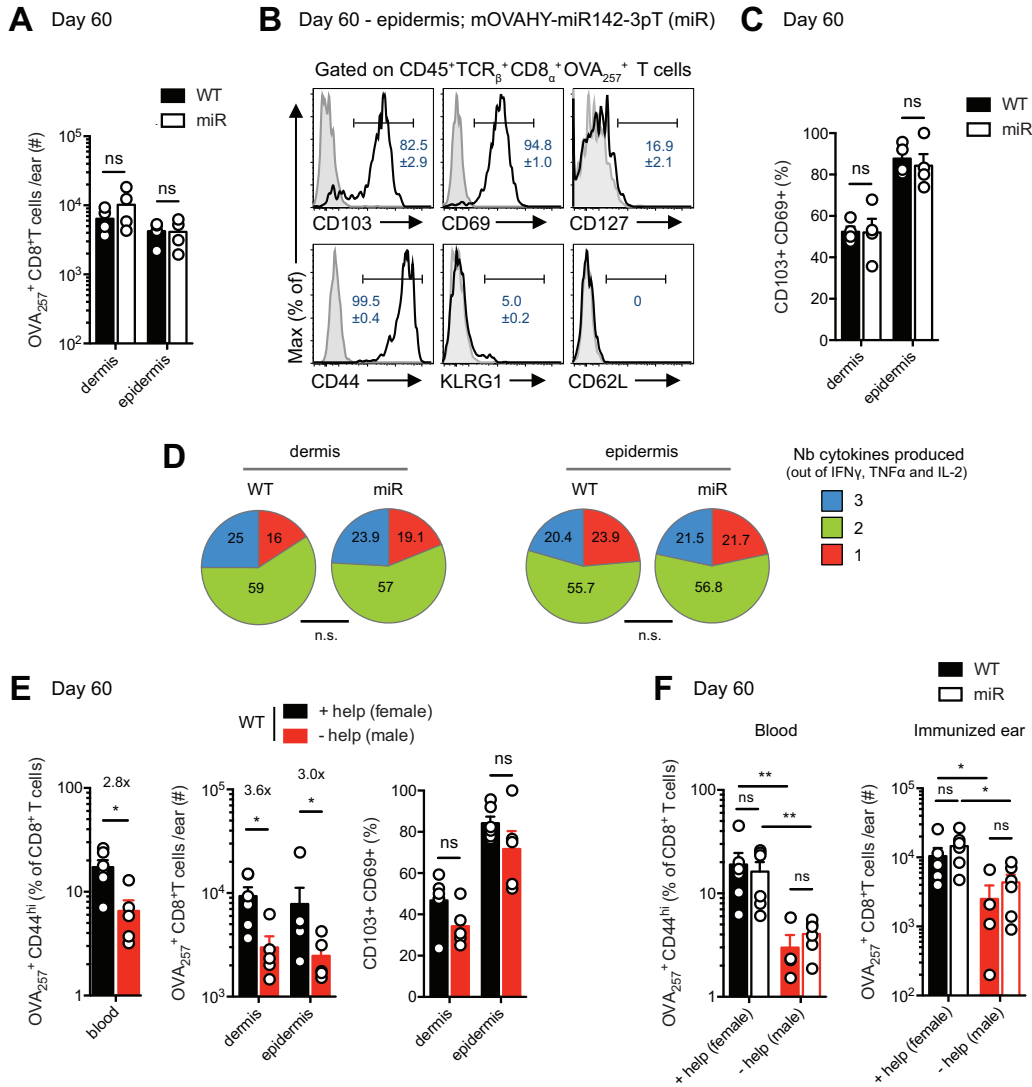 A Day 60
WT
miR
OVA257+ CD8+T cells /ear (#)
10^5
10^4
10^3
10^2
ns
ns
dermis
epidermis
B Day 60 - epidermis; mOVAHY-miR142-3pT (miR)
Gated on CD45+TCRβ+CD8α+OVA257+ T cells
Max (% of)
82.5
±2.9
CD103
94.8
±1.0
CD69
16.9
±2.1
CD127
99.5
±0.4
CD44
5.0
±0.2
KLRG1
0
CD62L
C Day 60
WT
miR
CD103+ CD69+ (%)
100
80
60
40
20
0
ns
ns
dermis
epidermis
D
dermis
WT
miR
25
16
59
23.9
19.1
57
n.s.
epidermis
WT
miR
20.4
23.9
55.7
21.5
21.7
56.8
n.s.
Nb cytokines produced
(out of IFNγ, TNFα and IL-2)
3
2
1
E Day 60
WT
+ help (female)
- help (male)
OVA257+ CD44hi (% of CD8+ T cells)
100
10
1
2.8x
*
blood
OVA257+ CD8+T cells /ear (#)
10^5
10^4
10^3
3.6x
*
3.0x
*
dermis
epidermis
CD103+ CD69+ (%)
100
80
60
40
20
0
ns
ns
dermis
epidermis
F Day 60
WT
miR
Blood
OVA257+ CD44hi (% of CD8+ T cells)
100
10
1
**
ns
**
ns
+ help (female)
- help (male)
Immunized ear
OVA257+ CD8+T cells /ear (#)
10^5
10^4
10^3
10^2
*
ns
*
ns
+ help (female)
- help (male)